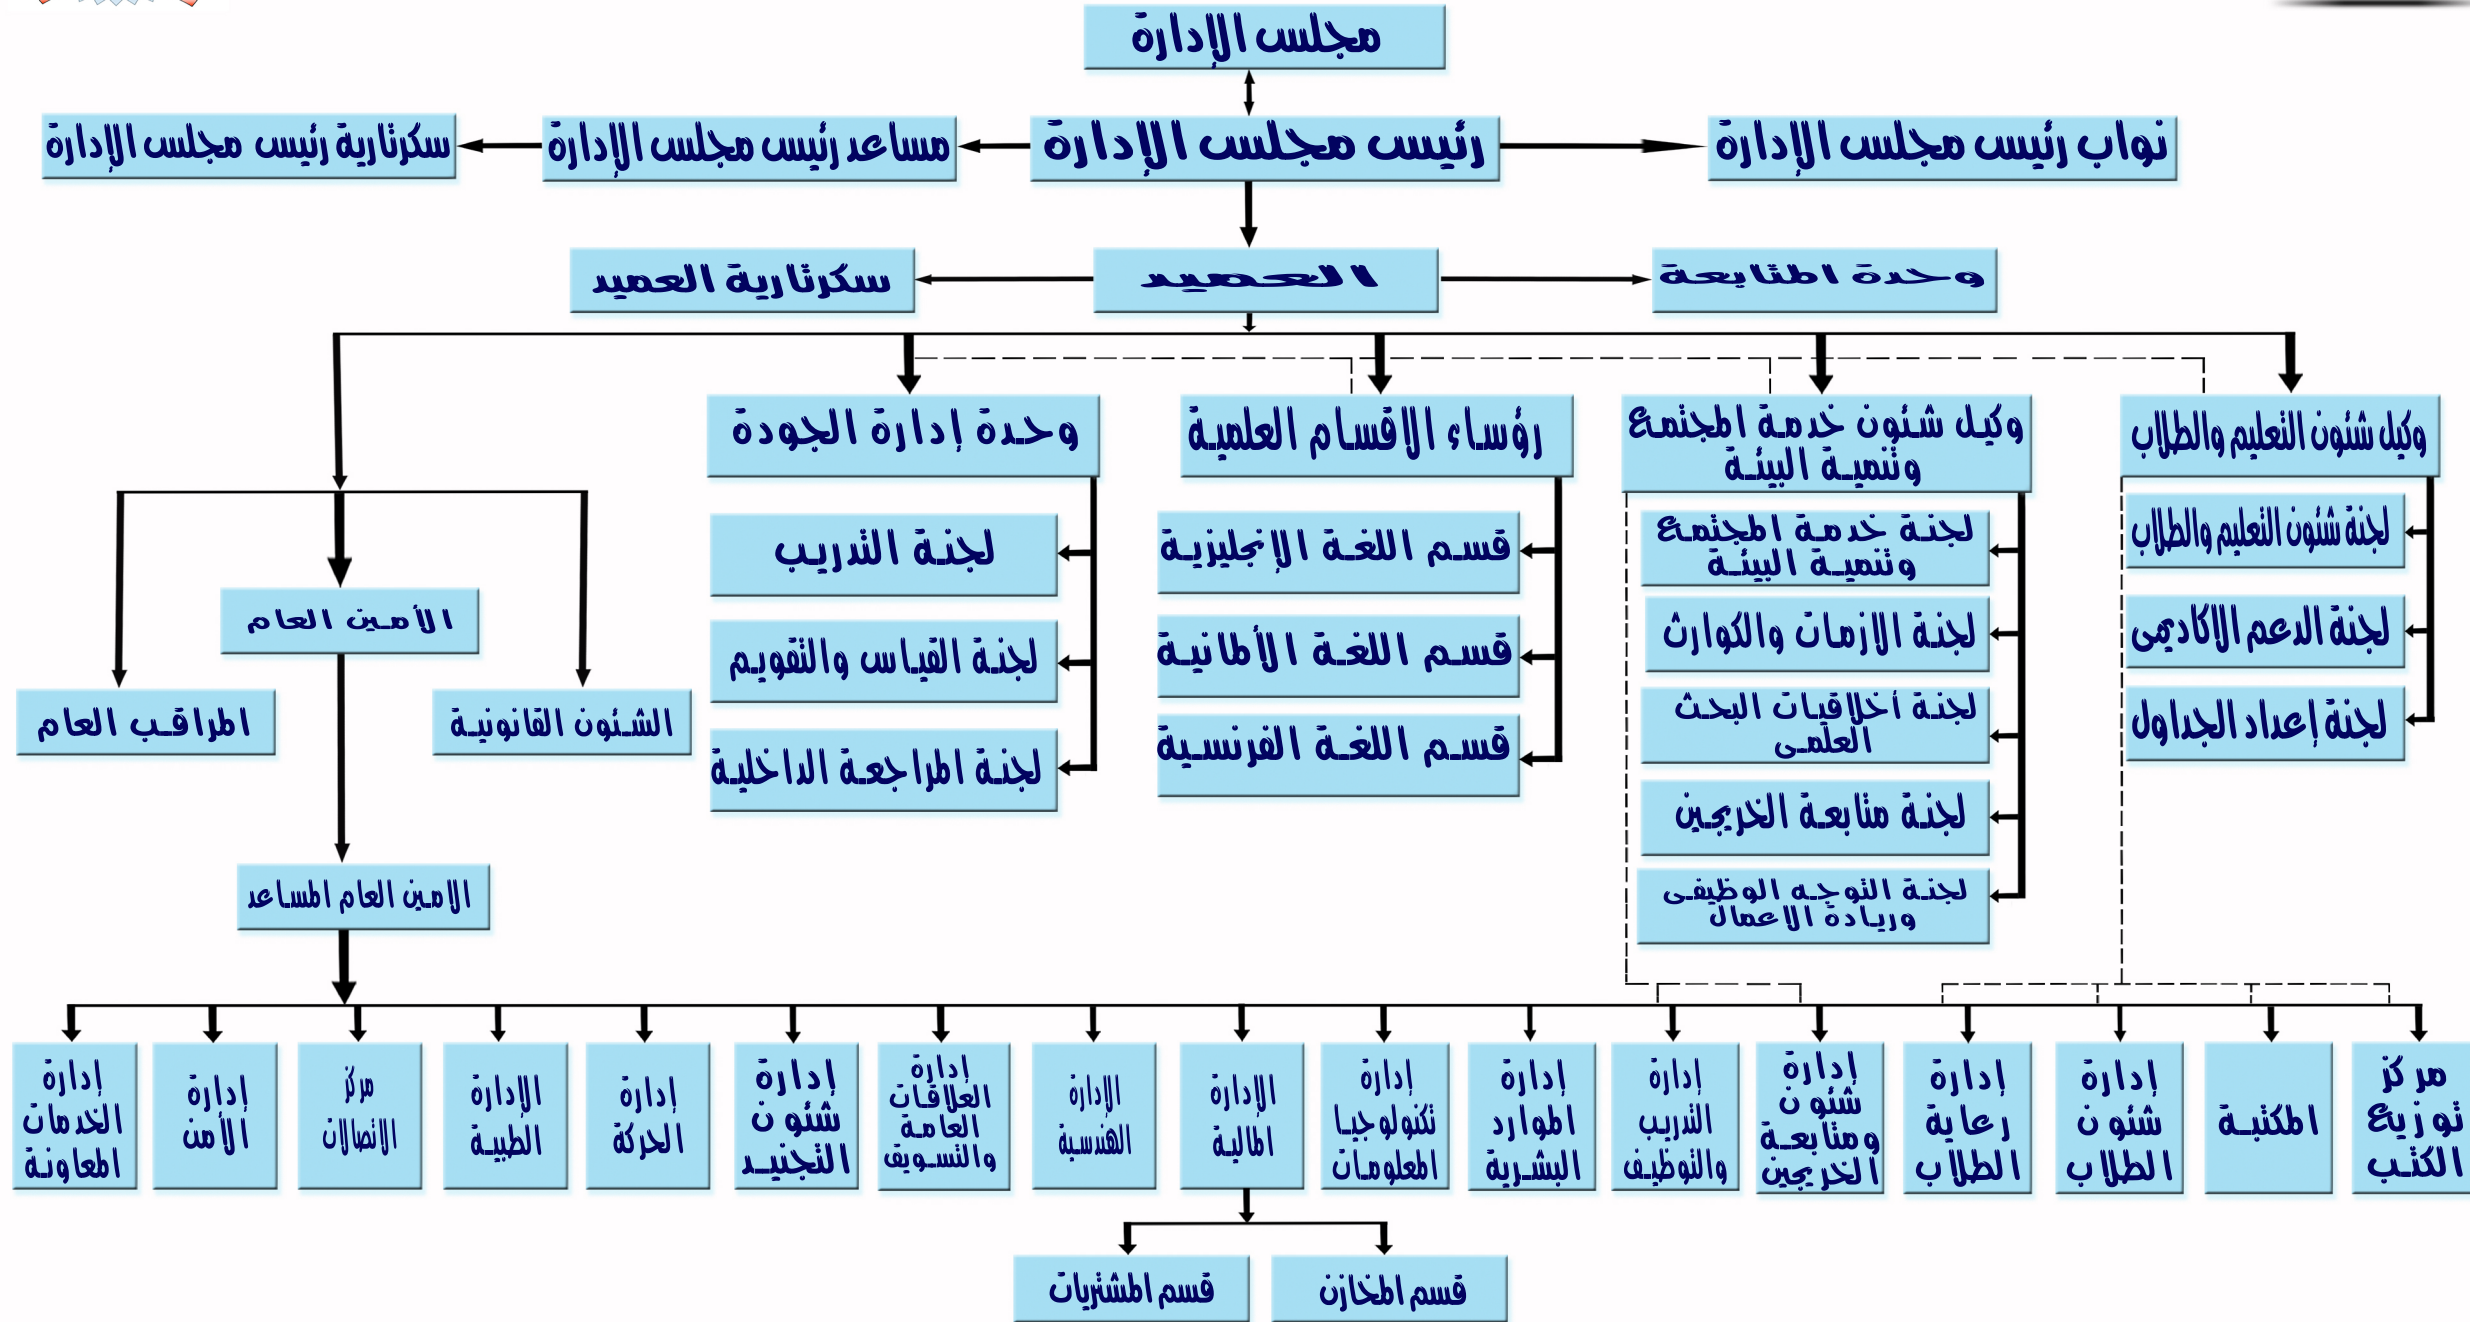 مجلس الإدارة
نواب رئيس مجلس الإدارة
رئيس مجلس الإدارة
مساعد رئيس مجلس الإدارة
سكرتارية رئيس مجلس الإدارة
وحدة المتابعة
العميد
سكرتارية العميد
وكيل شئون التعليم والطلاب
وكيل شئون خدمة المجتمع
وتنمية البيئة
رؤساء الاقسام العلمية
وحدة إدارة الجودة
لجنة شئون التعليم والطلاب
لجنة الدعم الاكاديمى
لجنة إعداد الجداول
لجنة خدمة المجتمع
وتنمية البيئة
لجنة الازمات والكوارث
لجنة أخلاقيات البحث
العلمى
لجنة متابعة الخريجين
لجنة التوجه الوظيفى
وريادة الاعمال
قسم اللغة الإنجليزية
قسم اللغة الألمانية
قسم اللغة الفرنسية
لجنة التدريب
لجنة القياس والتقويم
لجنة المراجعة الداخلية
الأمين العام
الشئون القانونية
المراقب العام
الامين العام المساعد
مركز
توزيع
الكتب
المكتبة
إدارة
شئون
الطلاب
إدارة
رعاية
الطلاب
إدارة
شئون
ومتابعة
الخريجين
إدارة
التدريب
والتوظيف
إدارة
الموارد
البشرية
إدارة
تكنولوجيا
المعلومات
الإدارة
المالية
الإدارة
الهندسية
إدارة
العلاقات
العامة
والتسويق
إدارة
شئون
التجنيد
إدارة
الحركة
الإدارة
الطبية
مركز
الاتصالات
إدارة
الأمن
إدارة
الخدمات
المعاونة
قسم المخازن
قسم المشتريات